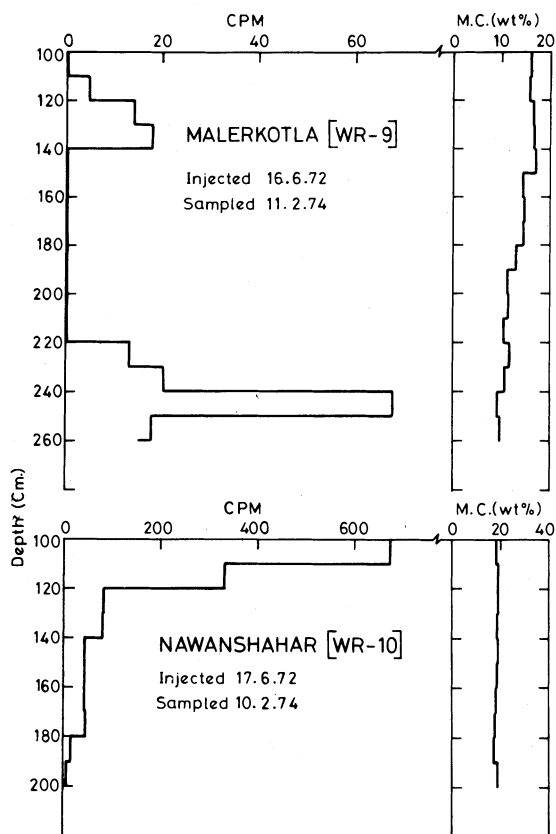 CPM M.C.(wt%)
0 20 40 60 0 10 20
100
120
140
160
180
200
220
240
260
MALERKOTLA [WR-9]
Injected 16.6.72
Sampled 11.2.74
Depth (Cm.)
CPM M.C.(wt%)
0 200 400 600 0 20 40
100
120
140
160
180
200
NAWANSHAHAR [WR-10]
Injected 17.6.72
Sampled 10.2.74